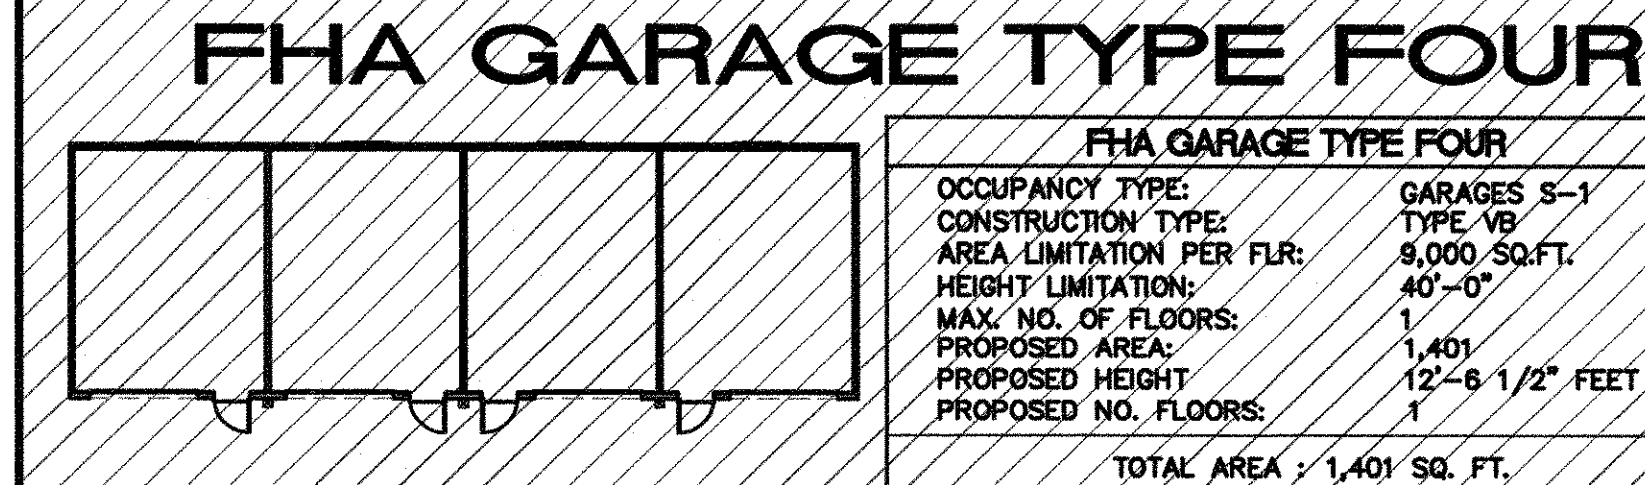 FHA GARAGE TYPE FOUR
FHA GARAGE TYPE FOUR
OCCUPANCY TYPE: GARAGES S-1
CONSTRUCTION TYPE: TYPE VB
AREA LIMITATION PER FLR: 9,000 SQ.FT.
HEIGHT LIMITATION: 40'-0"
MAX. NO. OF FLOORS: 1
PROPOSED AREA: 1,401
PROPOSED HEIGHT 12'-6 1/2" FEET
PROPOSED NO. FLOORS: 1
TOTAL AREA : 1,401 SQ. FT.